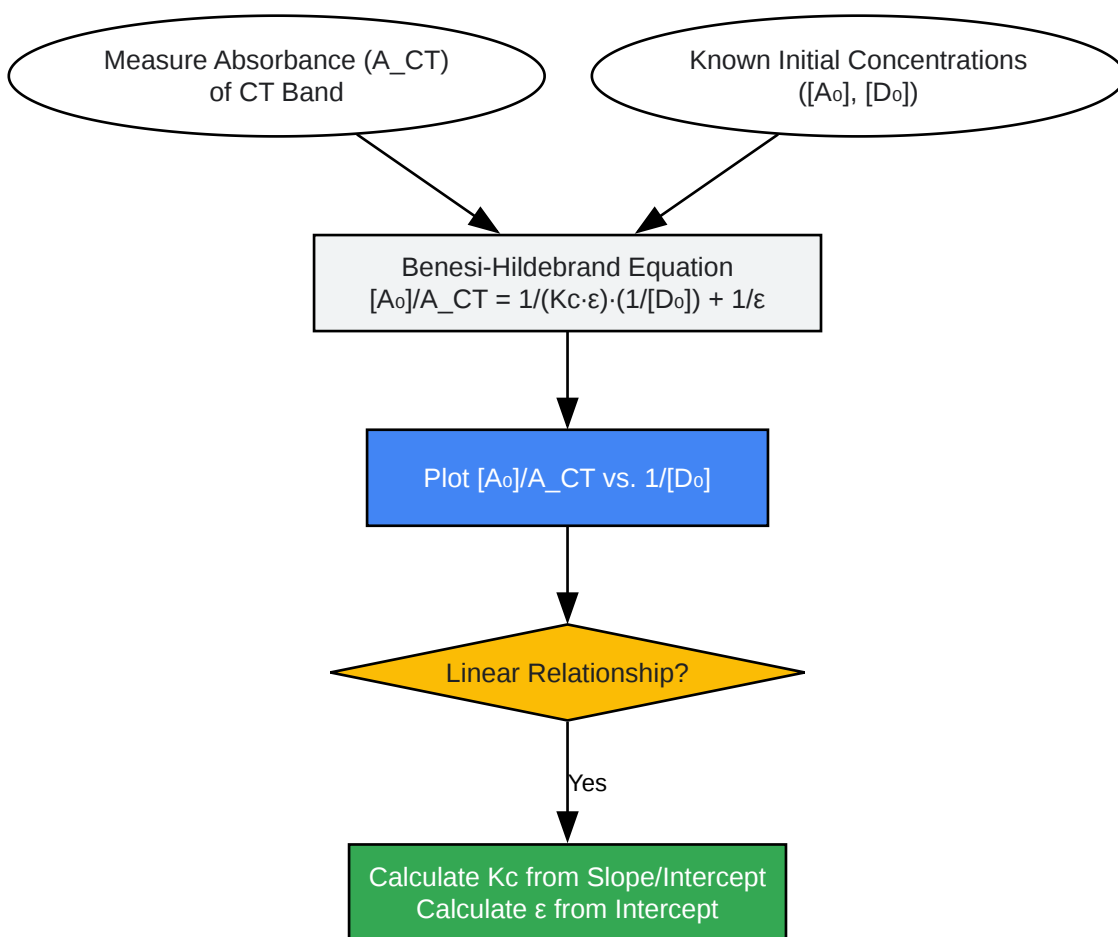 Measure Absorbance (A_CT)
of CT Band
Known Initial Concentrations
([A₀], [D₀])
Benesi-Hildebrand Equation
[A₀]/A_CT = 1/(Kc·ε)·(1/[D₀]) + 1/ε
Plot [A₀]/A_CT vs. 1/[D₀]
Linear Relationship?
Yes
Calculate Kc from Slope/Intercept
Calculate ε from Intercept